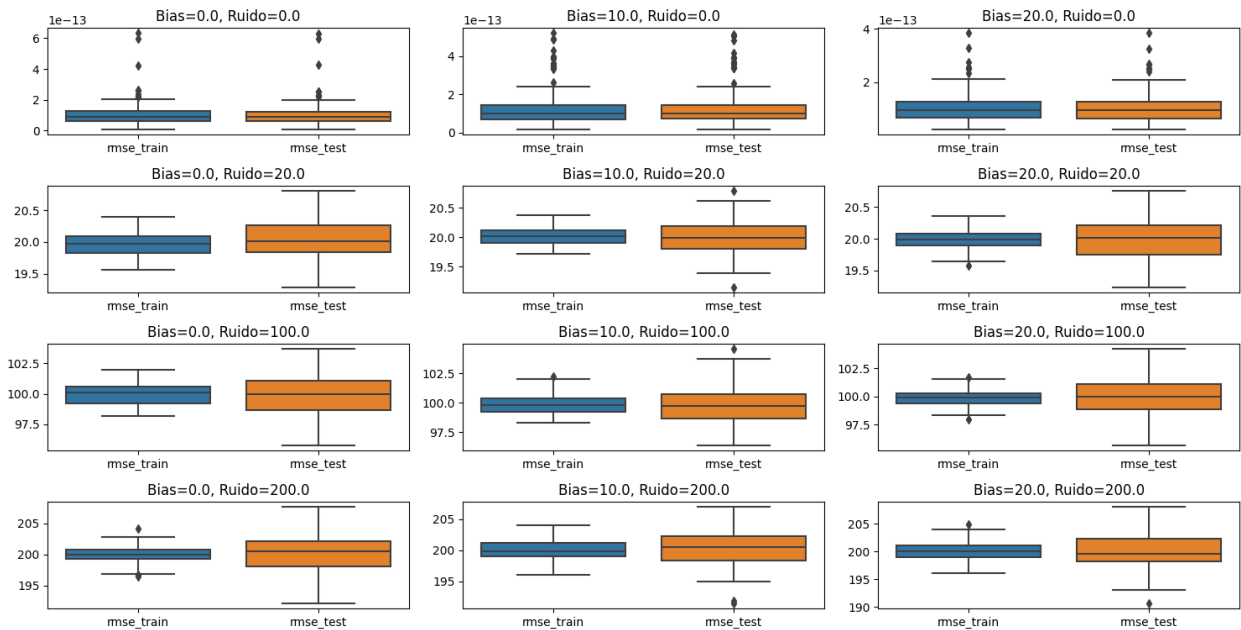 Bias=0.0, Ruido=0.0
1e−13
6
4
2
0
rmse_train
rmse_test
Bias=10.0, Ruido=0.0
1e−13
4
2
0
rmse_train
rmse_test
Bias=20.0, Ruido=0.0
1e−13
4
2
rmse_train
rmse_test
Bias=0.0, Ruido=20.0
20.5
20.0
19.5
rmse_train
rmse_test
Bias=10.0, Ruido=20.0
20.5
20.0
19.5
rmse_train
rmse_test
Bias=20.0, Ruido=20.0
20.5
20.0
19.5
rmse_train
rmse_test
Bias=0.0, Ruido=100.0
102.5
100.0
97.5
rmse_train
rmse_test
Bias=10.0, Ruido=100.0
102.5
100.0
97.5
rmse_train
rmse_test
Bias=20.0, Ruido=100.0
102.5
100.0
97.5
rmse_train
rmse_test
Bias=0.0, Ruido=200.0
205
200
195
rmse_train
rmse_test
Bias=10.0, Ruido=200.0
205
200
195
rmse_train
rmse_test
Bias=20.0, Ruido=200.0
205
200
195
190
rmse_train
rmse_test